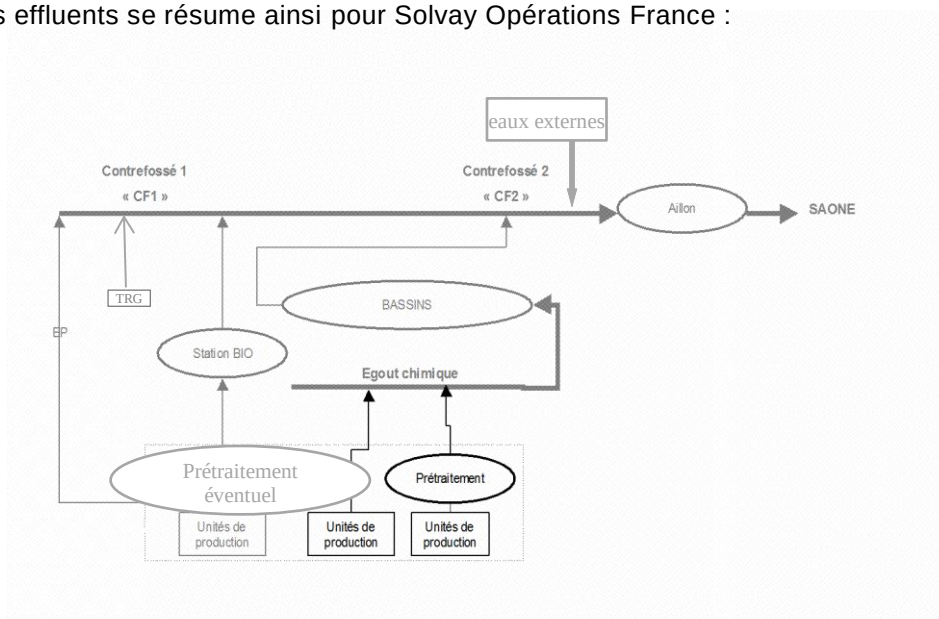 s effluents se résume ainsi pour Solvay Opérations France :
eaux externes
Contrefossé 1
« CF1 »
Contrefossé 2
« CF2 »
Aillon
SAONE
TRG
BASSINS
EP
Station BIO
Egout chimique
Prétraitement
éventuel
Prétraitement
Unités de
production
Unités de
production
Unités de
production